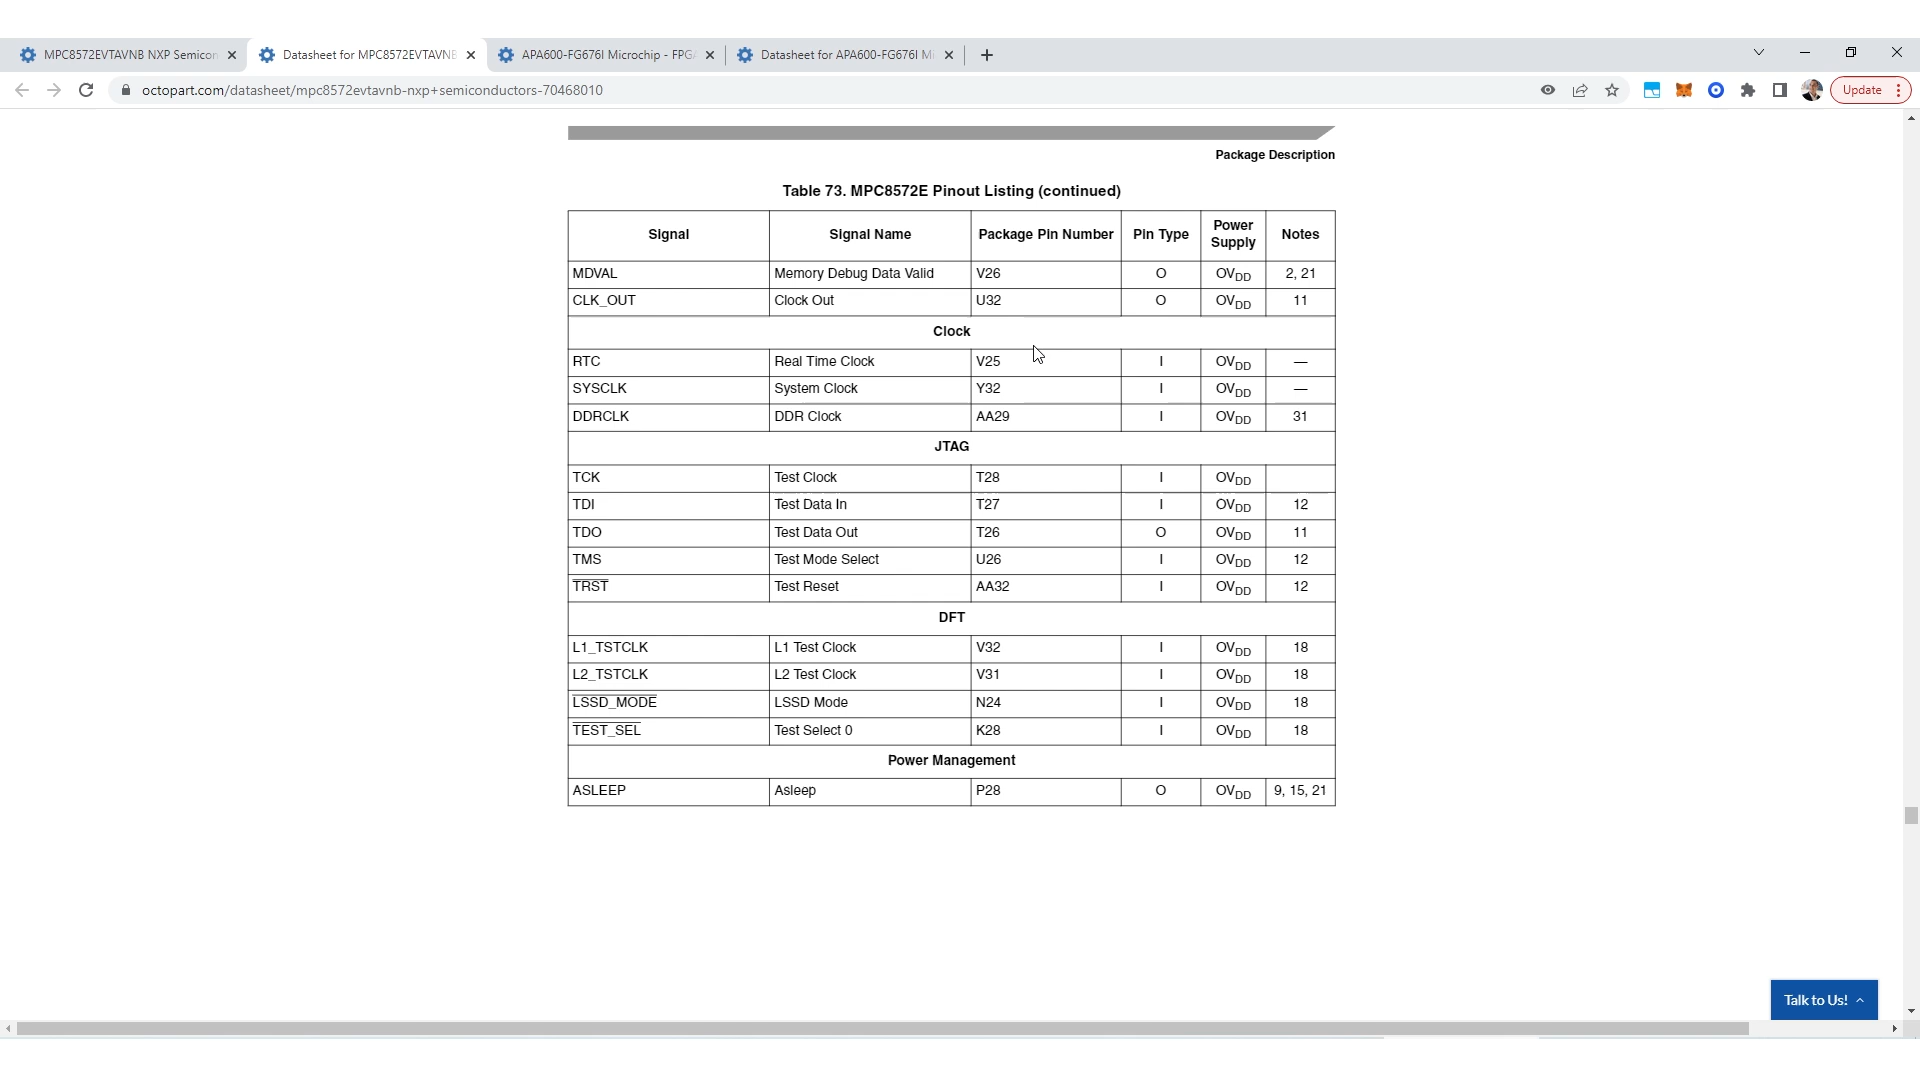 MPC8572EVTAVNB NXP Semicon
Datasheet for MPC8572EVTAVNB
APA600-FG676I Microchip - FPGA
Datasheet for APA600-FG676I Mi
octopart.com/datasheet/mpc8572evtavnb-nxp+semiconductors-70468010
Update
Package Description
Table 73. MPC8572E Pinout Listing (continued)
Signal Signal Name Package Pin Number Pin Type Power Supply Notes
MDVAL Memory Debug Data Valid V26 O OVDD 2, 21
CLK_OUT Clock Out U32 O OVDD 11
Clock
RTC Real Time Clock V25 I OVDD —
SYSCLK System Clock Y32 I OVDD —
DDRCLK DDR Clock AA29 I OVDD 31
JTAG
TCK Test Clock T28 I OVDD
TDI Test Data In T27 I OVDD 12
TDO Test Data Out T26 O OVDD 11
TMS Test Mode Select U26 I OVDD 12
TRST Test Reset AA32 I OVDD 12
DFT
L1_TSTCLK L1 Test Clock V32 I OVDD 18
L2_TSTCLK L2 Test Clock V31 I OVDD 18
LSSD_MODE LSSD Mode N24 I OVDD 18
TEST_SEL Test Select 0 K28 I OVDD 18
Power Management
ASLEEP Asleep P28 O OVDD 9, 15, 21
Talk to Us!